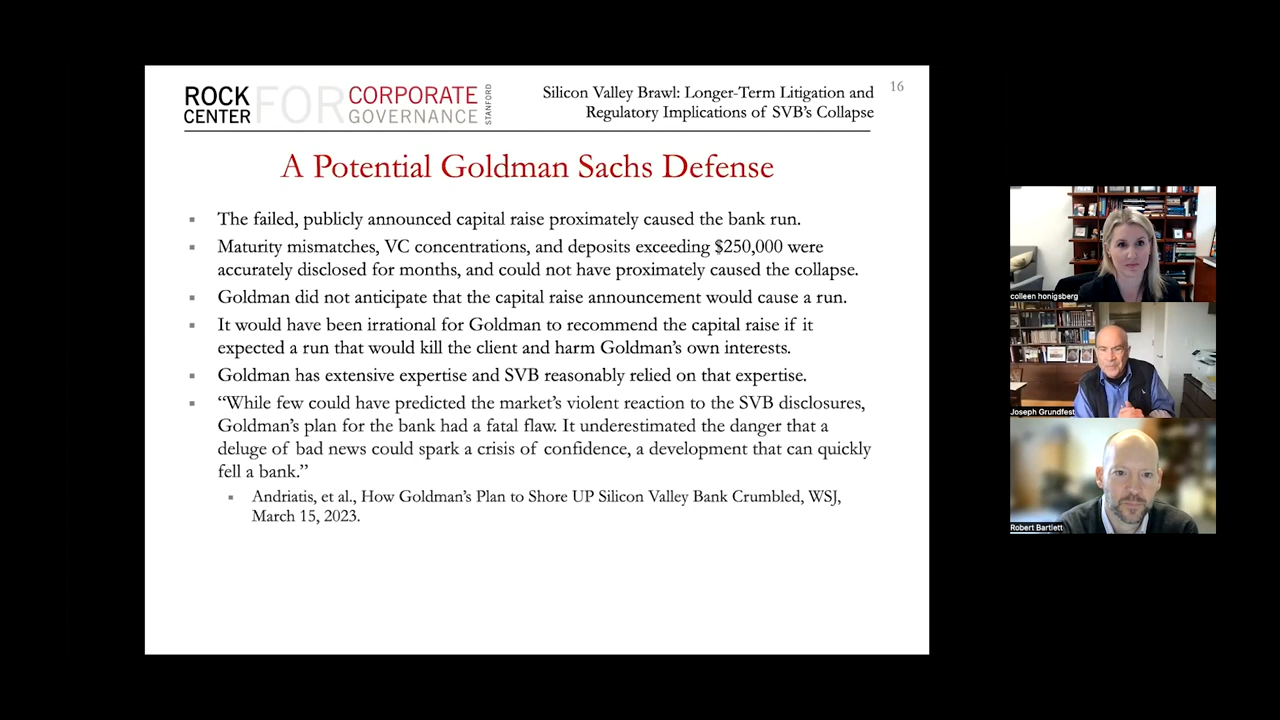 ROCK
CENTER
FOR
CORPORATE
GOVERNANCE
STANFORD
Silicon Valley Brawl: Longer-Term Litigation and
Regulatory Implications of SVB's Collapse
16
A Potential Goldman Sachs Defense
▪ The failed, publicly announced capital raise proximately caused the bank run.
▪ Maturity mismatches, VC concentrations, and deposits exceeding $250,000 were
accurately disclosed for months, and could not have proximately caused the collapse.
▪ Goldman did not anticipate that the capital raise announcement would cause a run.
▪ It would have been irrational for Goldman to recommend the capital raise if it
expected a run that would kill the client and harm Goldman's own interests.
▪ Goldman has extensive expertise and SVB reasonably relied on that expertise.
▪ “While few could have predicted the market's violent reaction to the SVB disclosures,
Goldman's plan for the bank had a fatal flaw. It underestimated the danger that a
deluge of bad news could spark a crisis of confidence, a development that can quickly
fell a bank.”
▪ Andriatis, et al., How Goldman's Plan to Shore UP Silicon Valley Bank Crumbled, WSJ,
March 15, 2023.
colleen honigsberg
Joseph Grundfest
Robert Bartlett